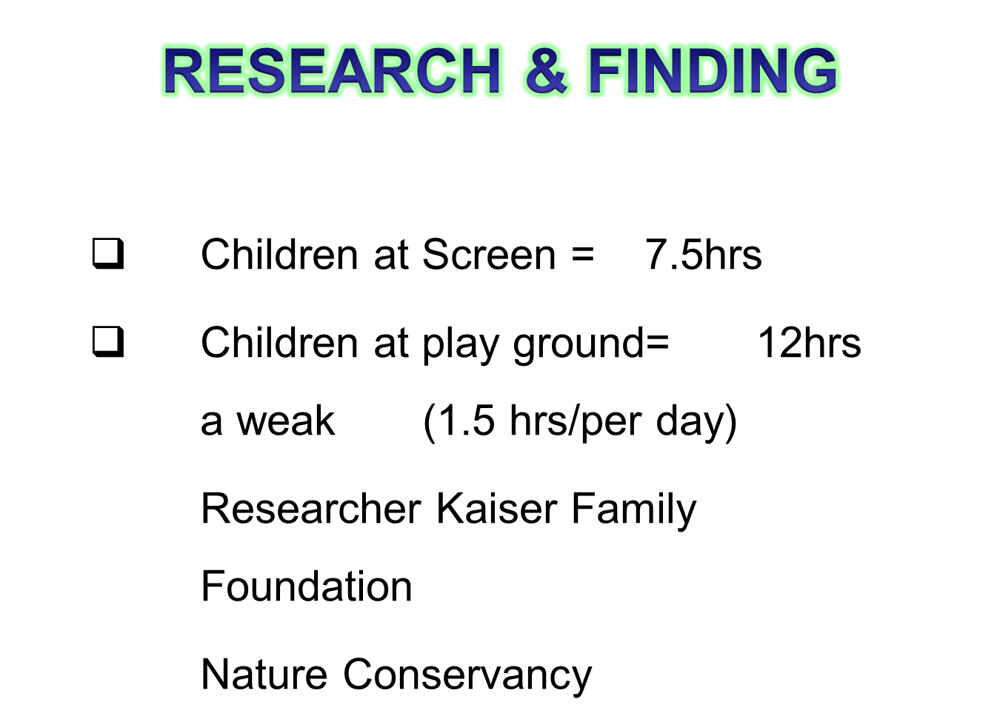 RESEARCH & FINDING
❑ Children at Screen = 7.5hrs
❑ Children at play ground= 12hrs
a weak (1.5 hrs/per day)
Researcher Kaiser Family
Foundation
Nature Conservancy